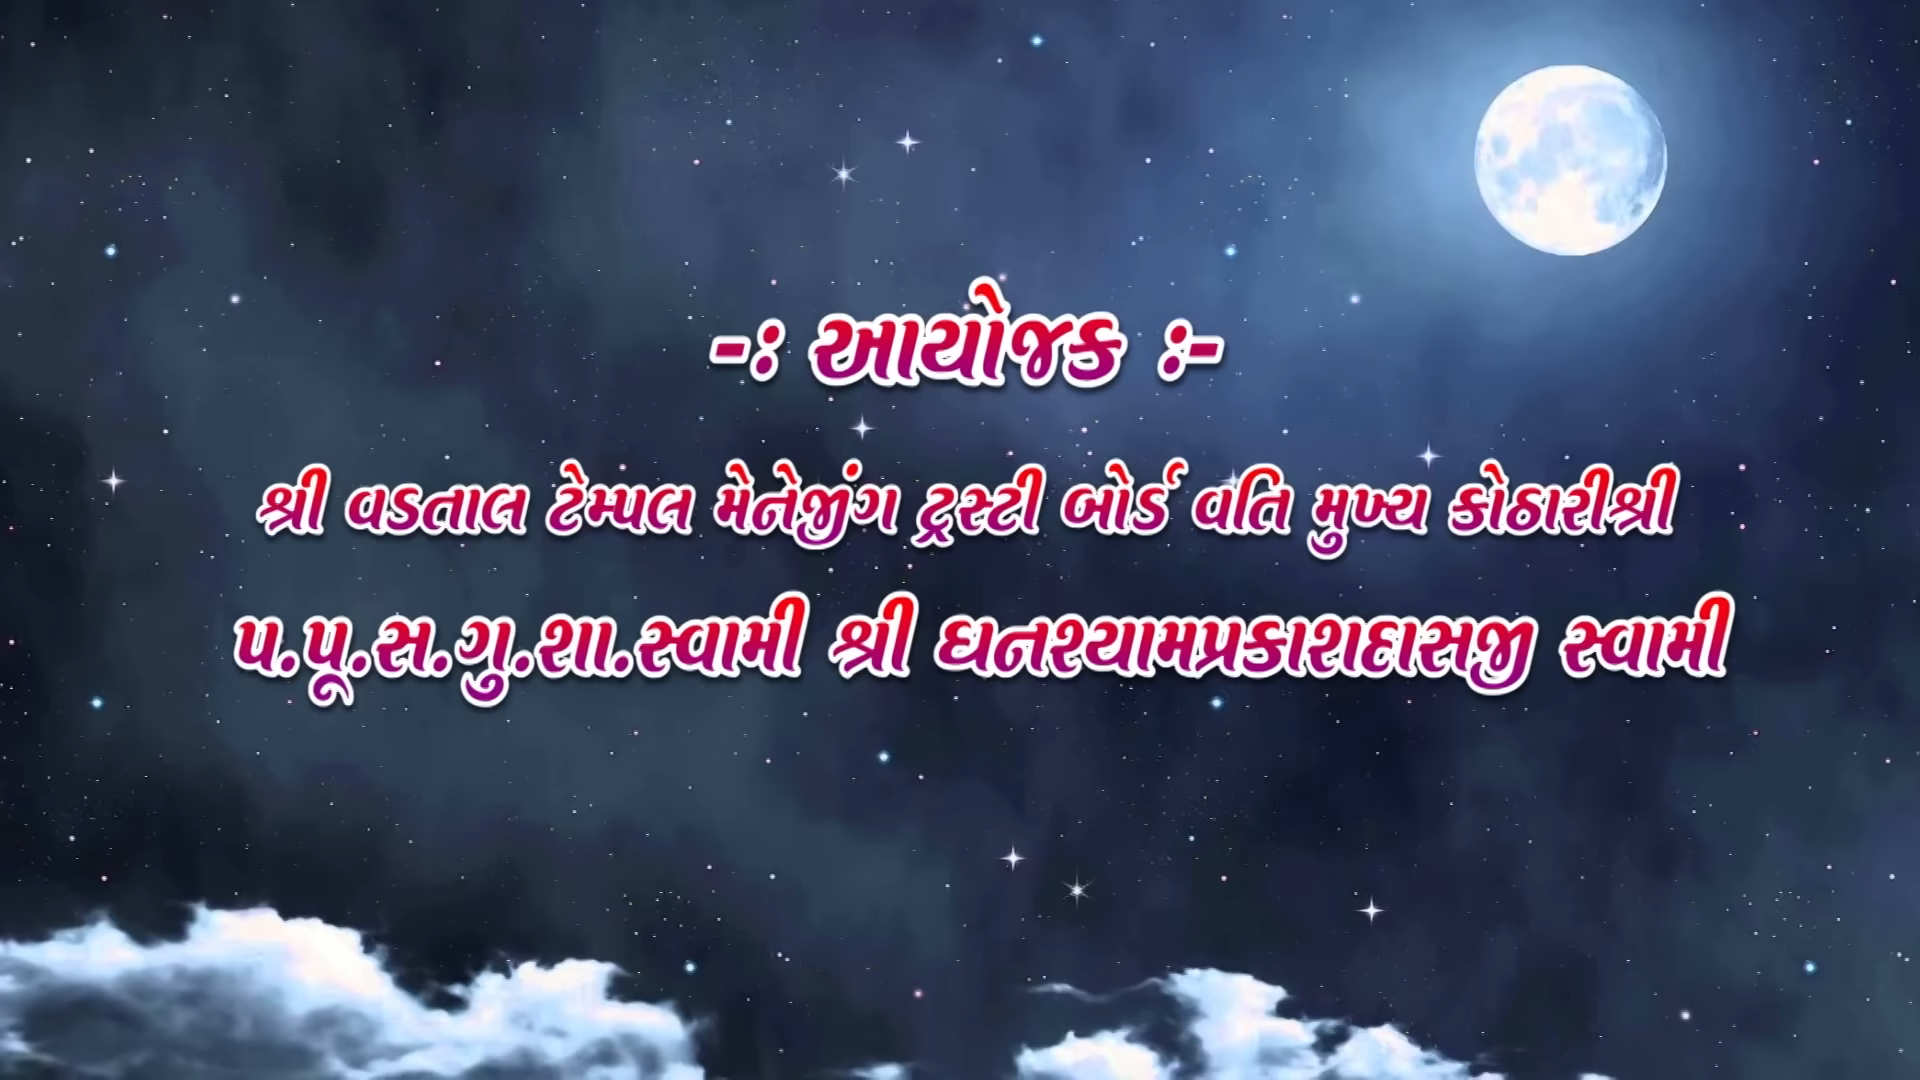 -: આયોજક :-
શ્રી વડતાલ ટેમ્પલ મેનેજીંગ ટ્રસ્ટી બોર્ડ વતિ મુખ્ય કોઠારીશ્રી
પ.પૂ.સ.ગુ.શા.સ્વામી શ્રી ઘનશ્યામપ્રકાશદાસજી સ્વામી